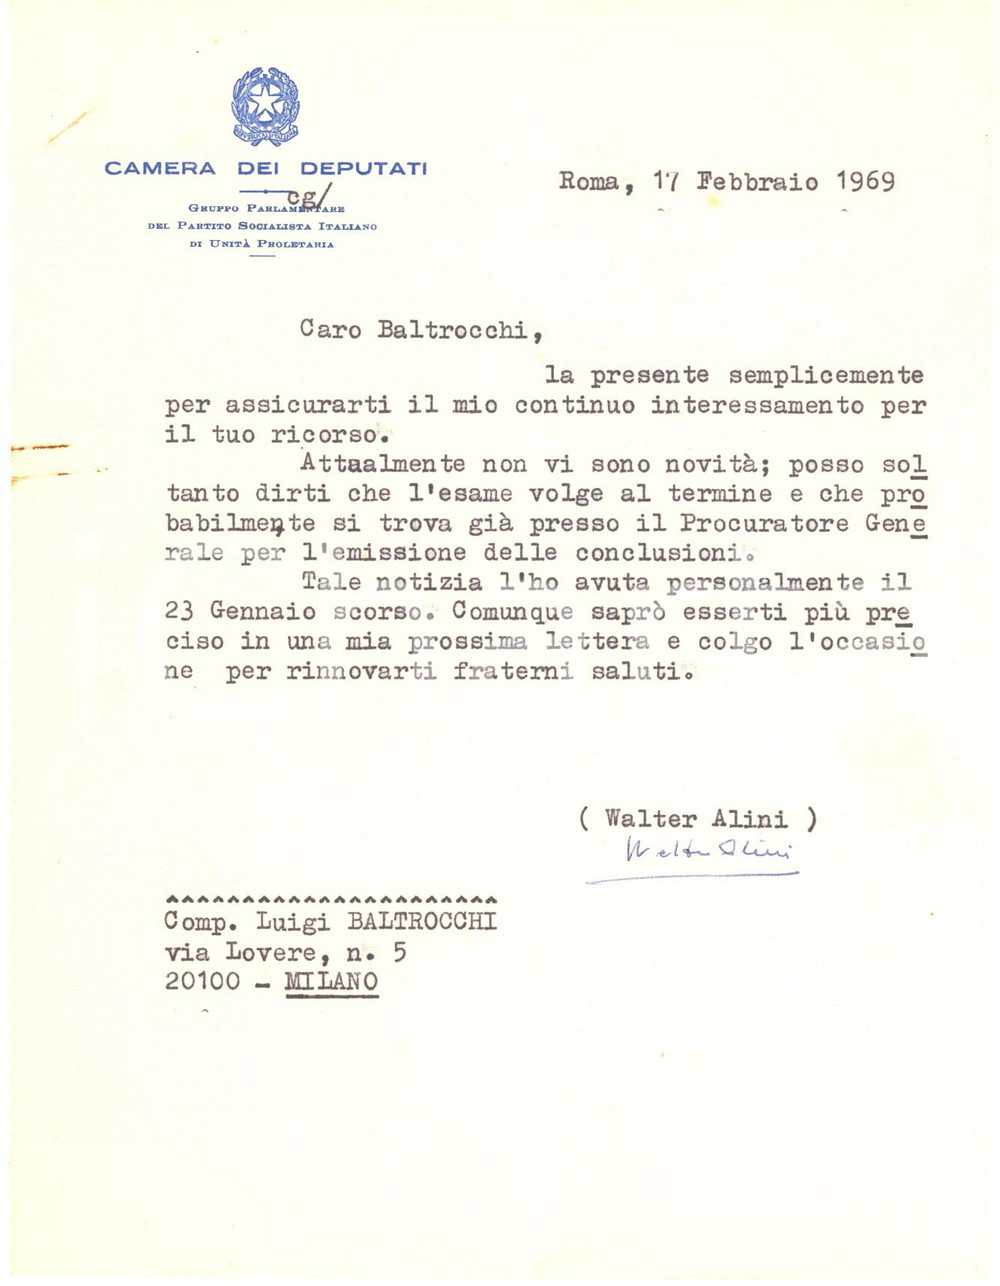 CAMERA DEI DEPUTATI
cg/
GRUPPO PARLAMENTARE
DEL PARTITO SOCIALISTA ITALIANO
DI UNITÀ PROLETARIA
Roma, 17 Febbraio 1969
Caro Baltrocchi,
la presente semplicemente
per assicurarti il mio continuo interessamento per
il tuo ricorso.
Attaalmente non vi sono novità; posso sol
tanto dirti che l'esame volge al termine e che pro
babilmente si trova già presso il Procuratore Gene
rale per l'emissione delle conclusioni.
Tale notizia l'ho avuta personalmente il
23 Gennaio scorso. Comunque saprò esserti più pre
ciso in una mia prossima lettera e colgo l'occasio
ne per rinnovarti fraterni saluti.
( Walter Alini )
Walter Alini
^^^^^^^^^^^^^^^^^^^^^^
Comp. Luigi BALTROCCHI
via Lovere, n. 5
20100 - MILANO